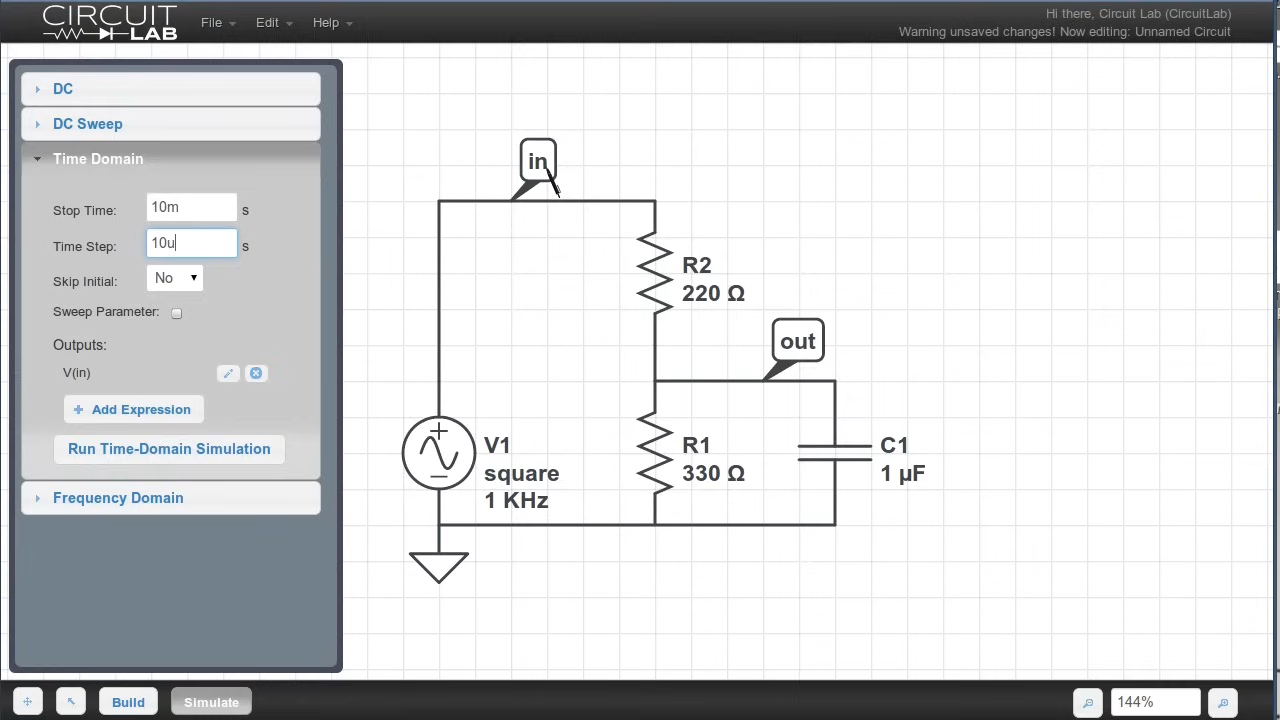 CIRCUIT
LAB
File
Edit
Help
Hi there, Circuit Lab (CircuitLab)
Warning unsaved changes! Now editing: Unnamed Circuit
DC
DC Sweep
Time Domain
Stop Time: 10m s
Time Step: 10u s
Skip Initial: No
Sweep Parameter:
Outputs:
V(in)
+ Add Expression
Run Time-Domain Simulation
Frequency Domain
in
R2
220 Ω
out
V1
square
1 KHz
R1
330 Ω
C1
1 µF
Build
Simulate
144%